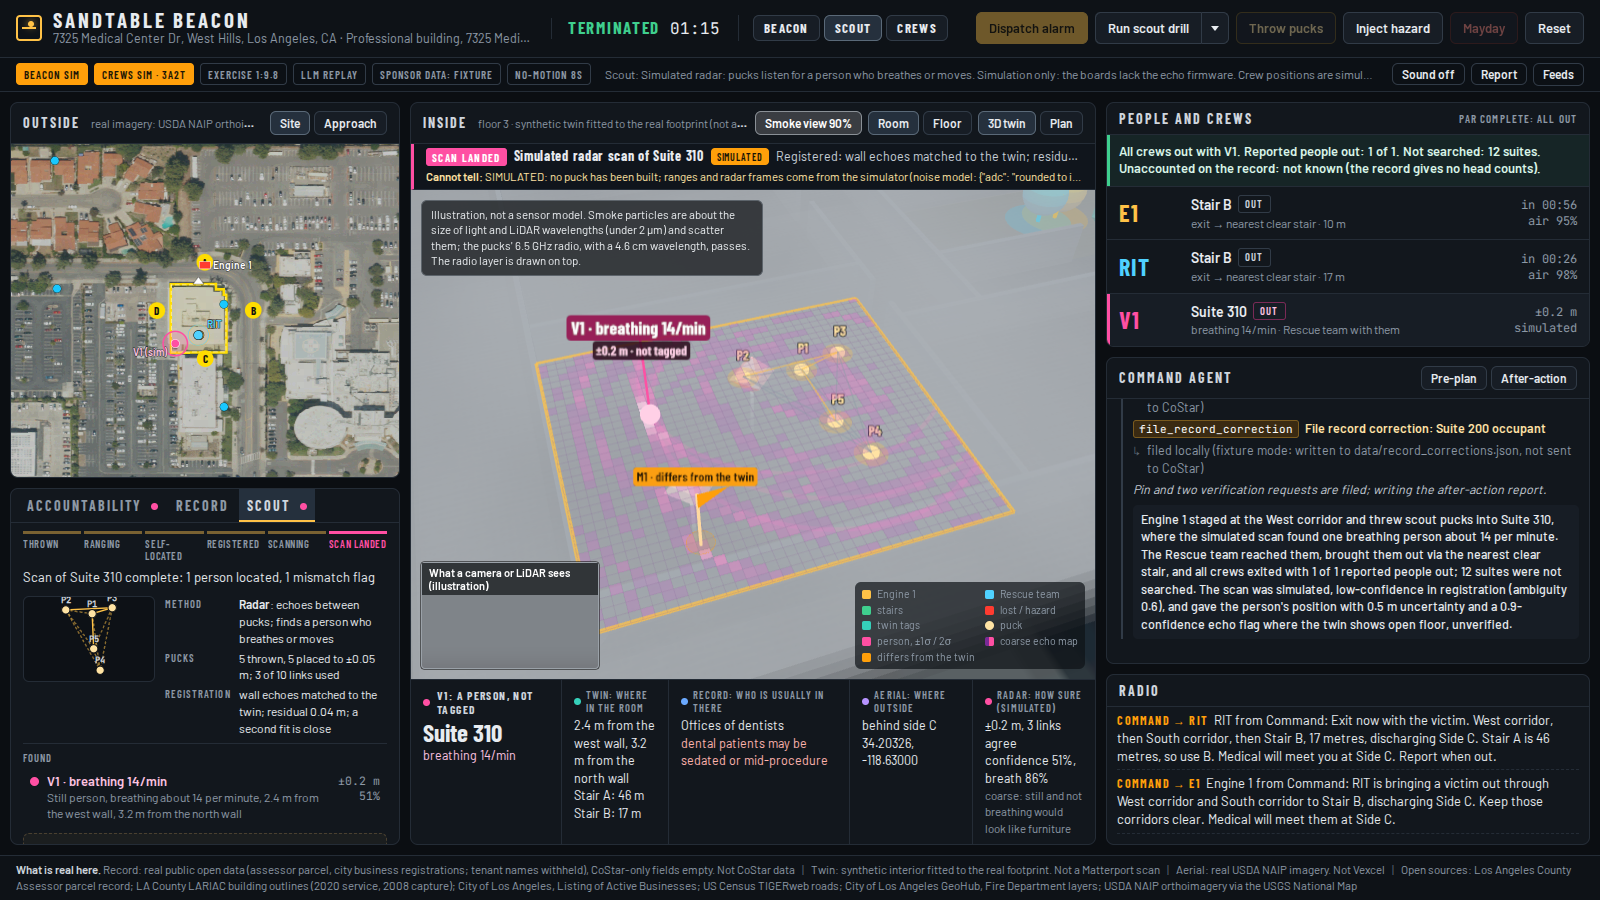 SANDTABLE BEACON
7325 Medical Center Dr, West Hills, Los Angeles, CA · Professional building, 7325 Medi...
TERMINATED 01:15
BEACON
SCOUT
CREWS
Dispatch alarm
Run scout drill
Throw pucks
Inject hazard
Mayday
Reset
BEACON SIM
CREWS SIM · 3A2T
EXERCISE 1:9.8
LLM REPLAY
SPONSOR DATA: FIXTURE
NO-MOTION 8S
Scout: Simulated radar: pucks listen for a person who breathes or moves. Simulation only: the boards lack the echo firmware. Crew positions are simul...
Sound off
Report
Feeds
OUTSIDE
real imagery: USDA NAIP orthoi...
Site
Approach
Engine 1
D
B
RIT
V1 (sim)
C
ACCOUNTABILITY
RECORD
SCOUT
THROWN
RANGING
SELF-LOCATED
REGISTERED
SCANNING
SCAN LANDED
Scan of Suite 310 complete: 1 person located, 1 mismatch flag
P2
P1
P3
P5
P4
METHOD
Radar: echoes between
pucks; finds a person who
breathes or moves
PUCKS
5 thrown, 5 placed to ±0.05
m; 3 of 10 links used
REGISTRATION
wall echoes matched to the
twin; residual 0.04 m; a
second fit is close
FOUND
V1 · breathing 14/min
±0.2 m
51%
Still person, breathing about 14 per minute, 2.4 m from
the west wall, 3.2 m from the north wall
INSIDE
floor 3 · synthetic twin fitted to the real footprint (not a...
Smoke view 90%
Room
Floor
3D twin
Plan
SCAN LANDED
Simulated radar scan of Suite 310
SIMULATED
Registered: wall echoes matched to the twin; residu...
Cannot tell: SIMULATED: no puck has been built; ranges and radar frames come from the simulator (noise model: {"adc": "rounded to i...
Illustration, not a sensor model. Smoke particles are about the
size of light and LiDAR wavelengths (under 2 µm) and scatter
them; the pucks' 6.5 GHz radio, with a 4.6 cm wavelength, passes.
The radio layer is drawn on top.
V1 · breathing 14/min
±0.2 m · not tagged
P3
P1
P2
P5
P4
M1 · differs from the twin
What a camera or LiDAR sees
(illustration)
Engine 1
Rescue team
stairs
lost / hazard
twin tags
puck
person, ±1σ / 2σ
coarse echo map
differs from the twin
V1: A PERSON, NOT
TAGGED
Suite 310
breathing 14/min
TWIN: WHERE
IN THE ROOM
2.4 m from the
west wall, 3.2
m from the
north wall
Stair A: 46 m
Stair B: 17 m
RECORD: WHO IS USUALLY IN
THERE
Offices of dentists
dental patients may be
sedated or mid-procedure
AERIAL: WHERE
OUTSIDE
behind side C
34.20326,
-118.63000
RADAR: HOW SURE
(SIMULATED)
±0.2 m, 3 links
agree
confidence 51%,
breath 86%
coarse: still and not
breathing would
look like furniture
PEOPLE AND CREWS
PAR COMPLETE: ALL OUT
All crews out with V1. Reported people out: 1 of 1. Not searched: 12 suites.
Unaccounted on the record: not known (the record gives no head counts).
E1
Stair B OUT
exit → nearest clear stair · 10 m
in 00:56
air 95%
RIT
Stair B OUT
exit → nearest clear stair · 17 m
in 00:26
air 98%
V1
Suite 310 OUT
breathing 14/min · Rescue team with them
±0.2 m
simulated
COMMAND AGENT
Pre-plan
After-action
to CoStar)
file_record_correction File record correction: Suite 200 occupant
↳ filed locally (fixture mode: written to data/record_corrections.json, not sent
to CoStar)
Pin and two verification requests are filed; writing the after-action report.
Engine 1 staged at the West corridor and threw scout pucks into Suite 310,
where the simulated scan found one breathing person about 14 per minute.
The Rescue team reached them, brought them out via the nearest clear
stair, and all crews exited with 1 of 1 reported people out; 12 suites were not
searched. The scan was simulated, low-confidence in registration (ambiguity
0.6), and gave the person's position with 0.5 m uncertainty and a 0.9-
confidence echo flag where the twin shows open floor, unverified.
RADIO
COMMAND → RIT RIT from Command: Exit now with the victim. West corridor,
then South corridor, then Stair B, 17 metres, discharging Side C. Stair A is 46
metres, so use B. Medical will meet you at Side C. Report when out.
COMMAND → E1 Engine 1 from Command: RIT is bringing a victim out through
West corridor and South corridor to Stair B, discharging Side C. Keep those
corridors clear. Medical will meet them at Side C.
What is real here. Record: real public open data (assessor parcel, city business registrations; tenant names withheld), CoStar-only fields empty. Not CoStar data | Twin: synthetic interior fitted to the real footprint. Not a Matterport scan | Aerial: real USDA NAIP imagery. Not Vexcel | Open sources: Los Angeles County
Assessor parcel record; LA County LARIAC building outlines (2020 service, 2008 capture); City of Los Angeles, Listing of Active Businesses; US Census TIGERweb roads; City of Los Angeles GeoHub, Fire Department layers; USDA NAIP orthoimagery via the USGS National Map